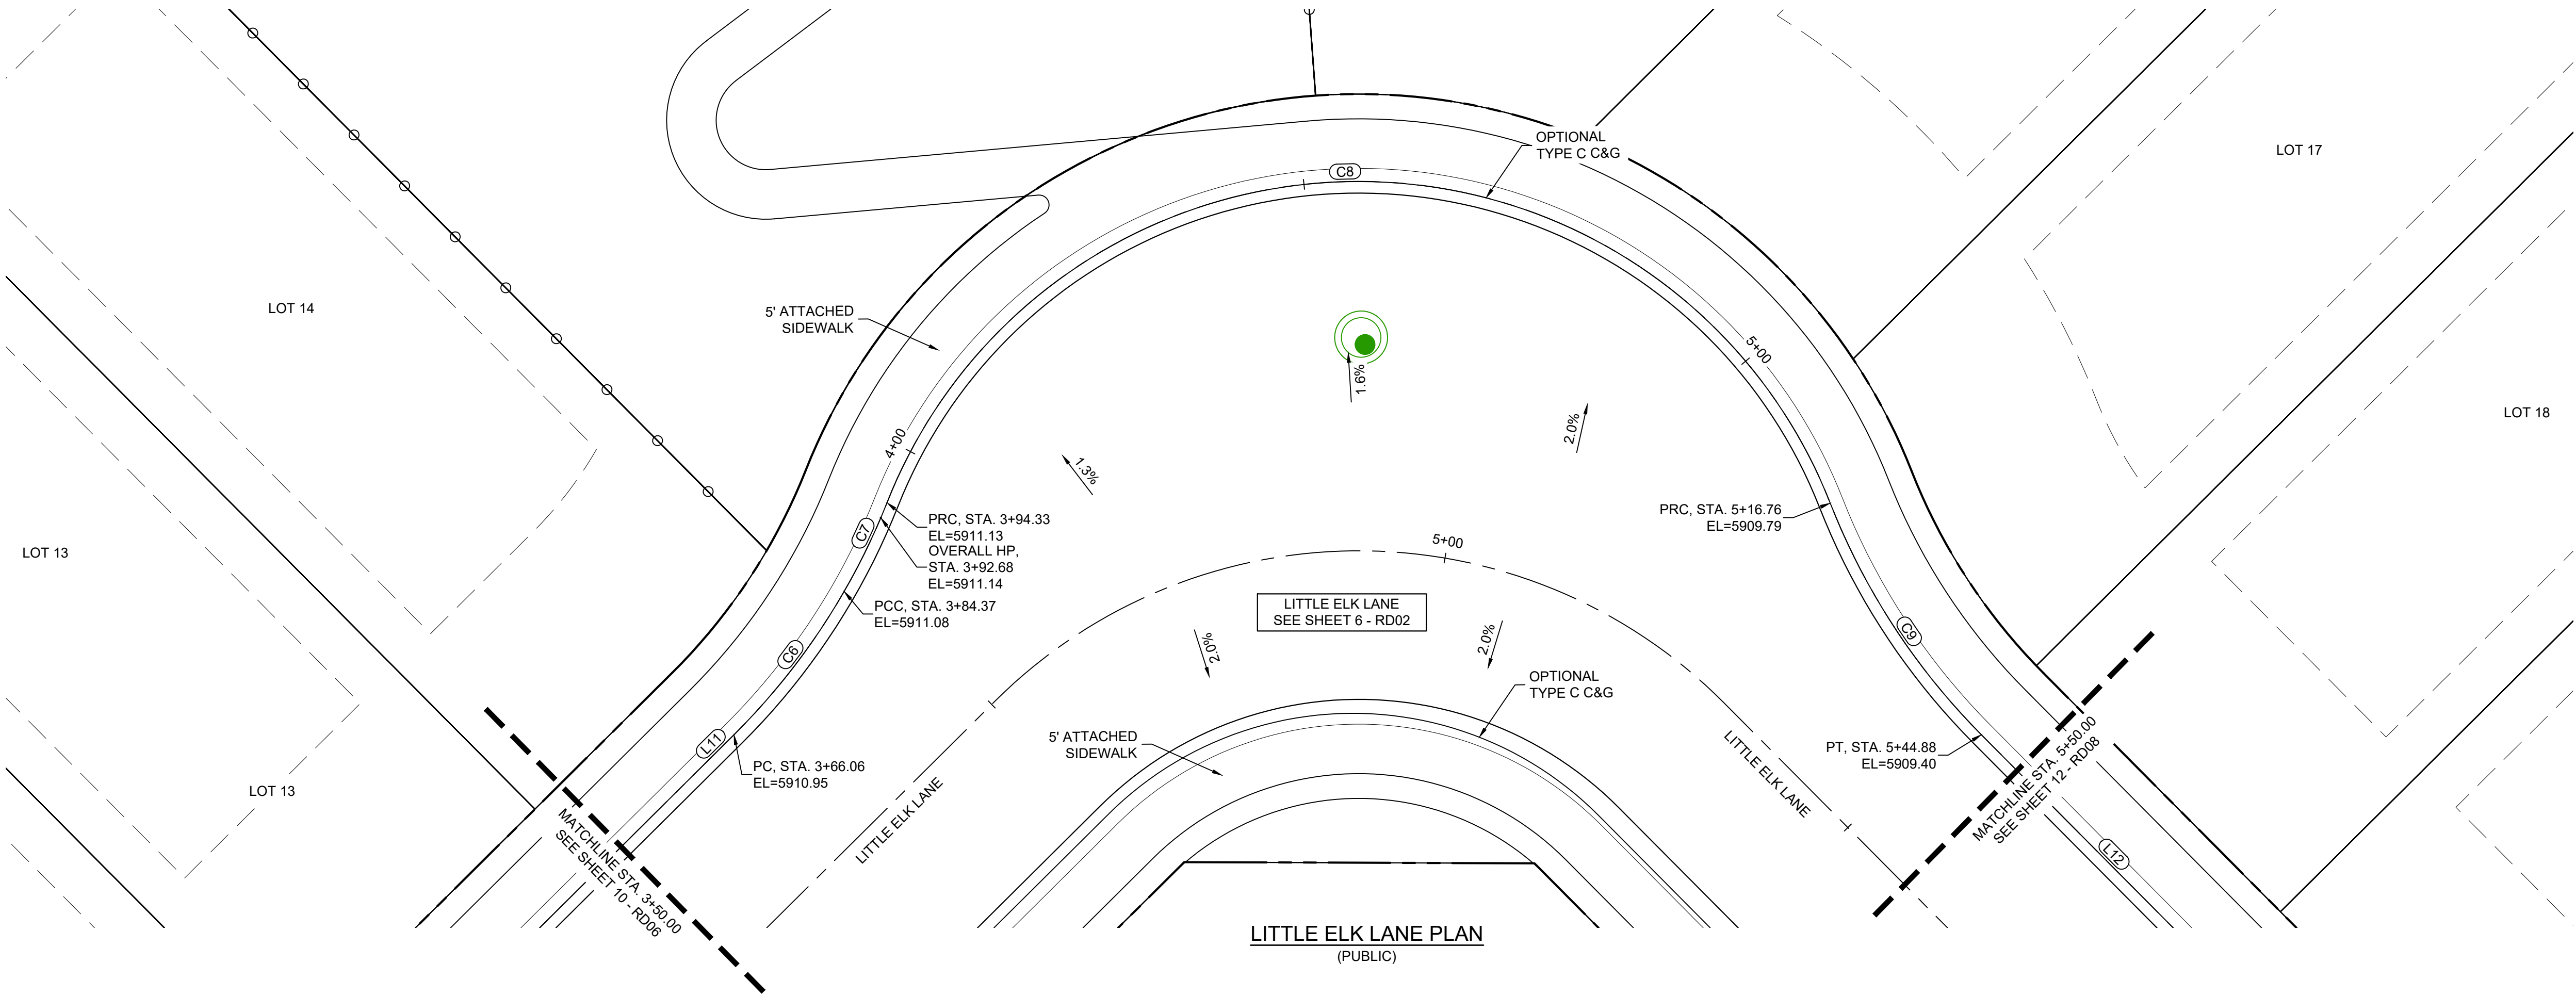 OPTIONAL
TYPE C C&G
C8
LOT 17
LOT 14
5' ATTACHED
SIDEWALK
5+00
1.6%
LOT 18
2.0%
4+00
1.3%
PRC, STA. 3+94.33
EL=5911.13
OVERALL HP,
STA. 3+92.68
EL=5911.14
C7
PRC, STA. 5+16.76
EL=5909.79
LOT 13
5+00
PCC, STA. 3+84.37
EL=5911.08
LITTLE ELK LANE
SEE SHEET 6 - RD02
2.0%
2.0%
C9
C6
OPTIONAL
TYPE C C&G
5' ATTACHED
SIDEWALK
L11
PC, STA. 3+66.06
EL=5910.95
LOT 13
LITTLE ELK LANE
LITTLE ELK LANE
PT, STA. 5+44.88
EL=5909.40
MATCHLINE STA. 5+50.00
SEE SHEET 12 - RD08
L12
MATCHLINE STA. 3+50.00
SEE SHEET 10 - RD06
LITTLE ELK LANE PLAN
(PUBLIC)